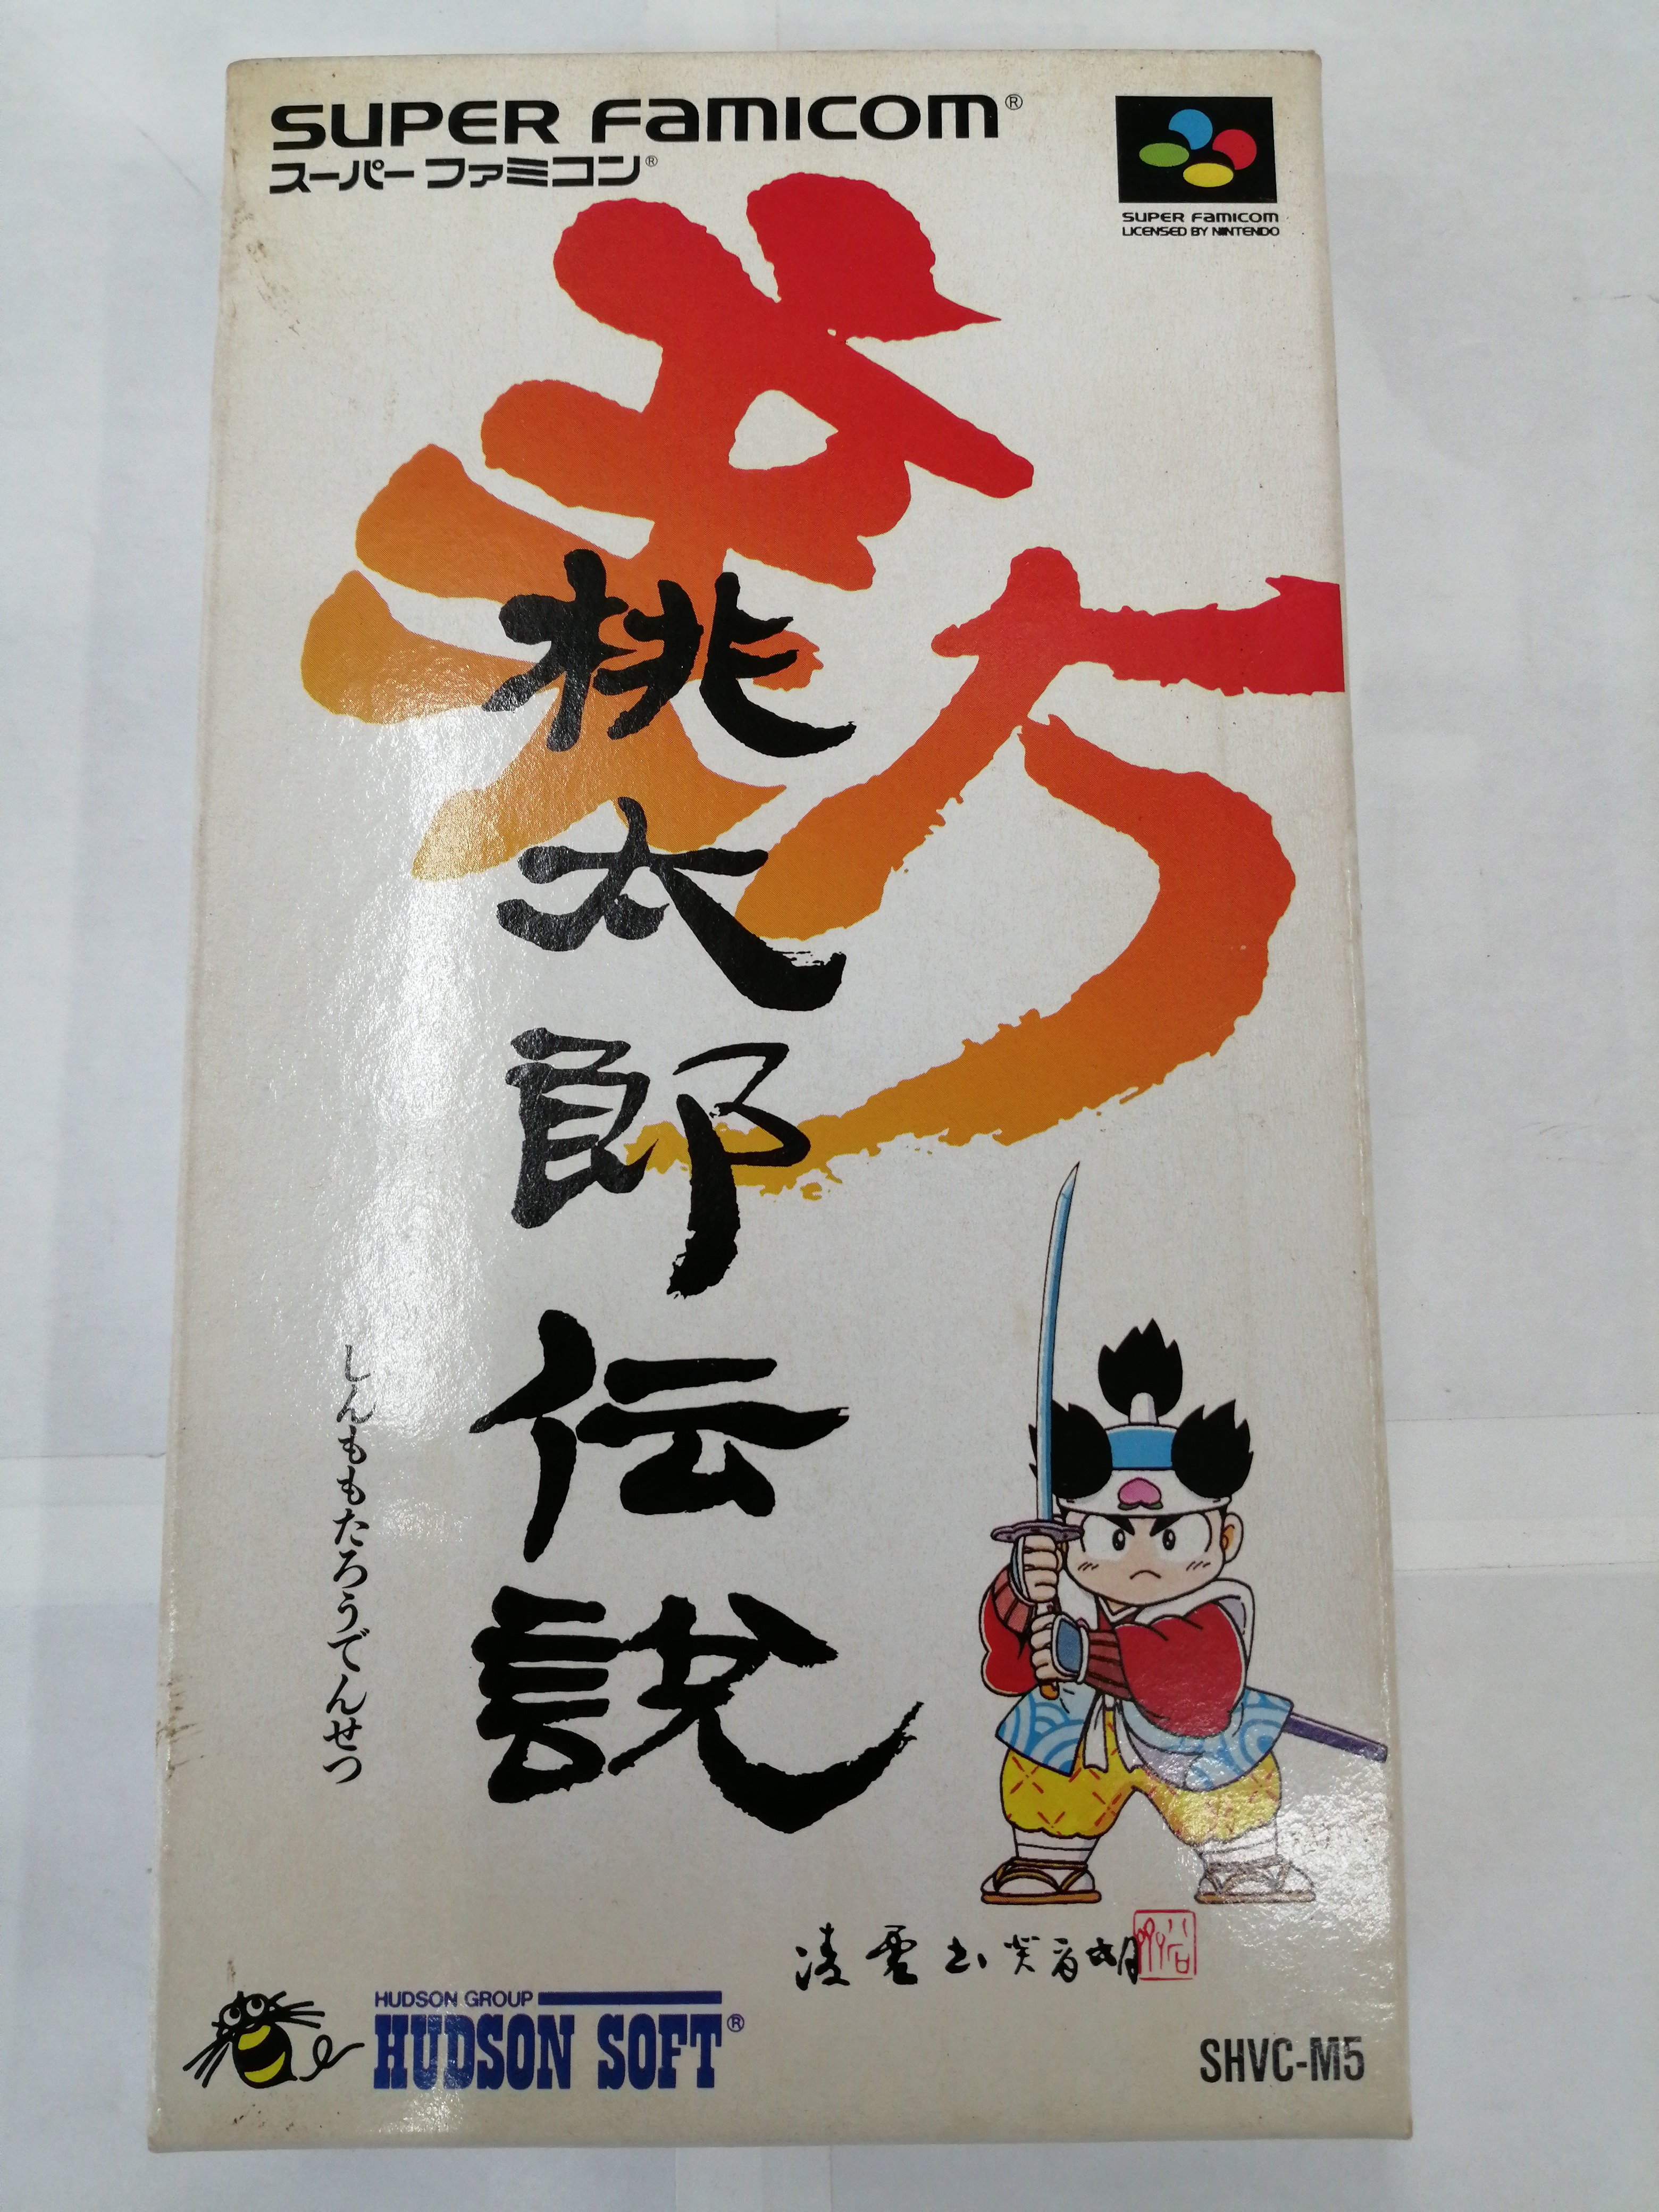 SUPER FAMICOM®
スーパーファミコン®
SUPER FAMICOM
LICENSED BY NINTENDO
新
桃太郎伝説
しんももたろうでんせつ
HUDSON GROUP
HUDSON SOFT®
SHVC-M5